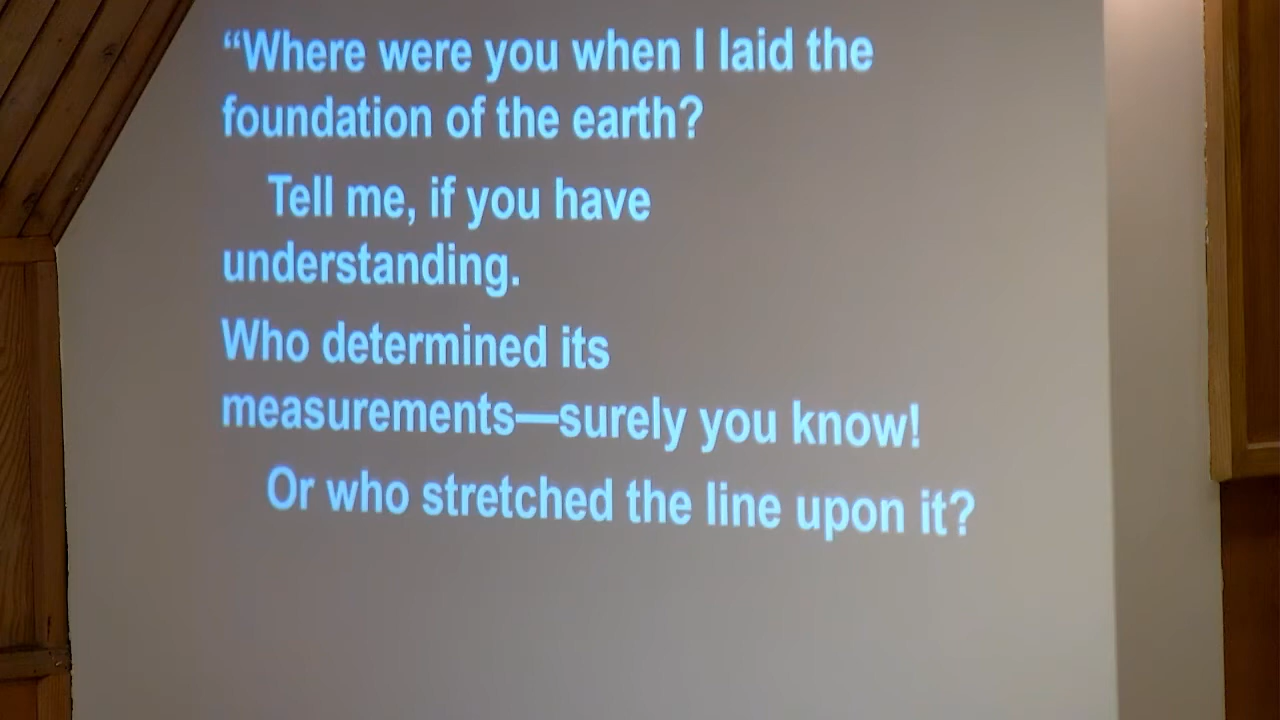 “Where were you when I laid the
foundation of the earth?
Tell me, if you have
understanding.
Who determined its
measurements—surely you know!
Or who stretched the line upon it?